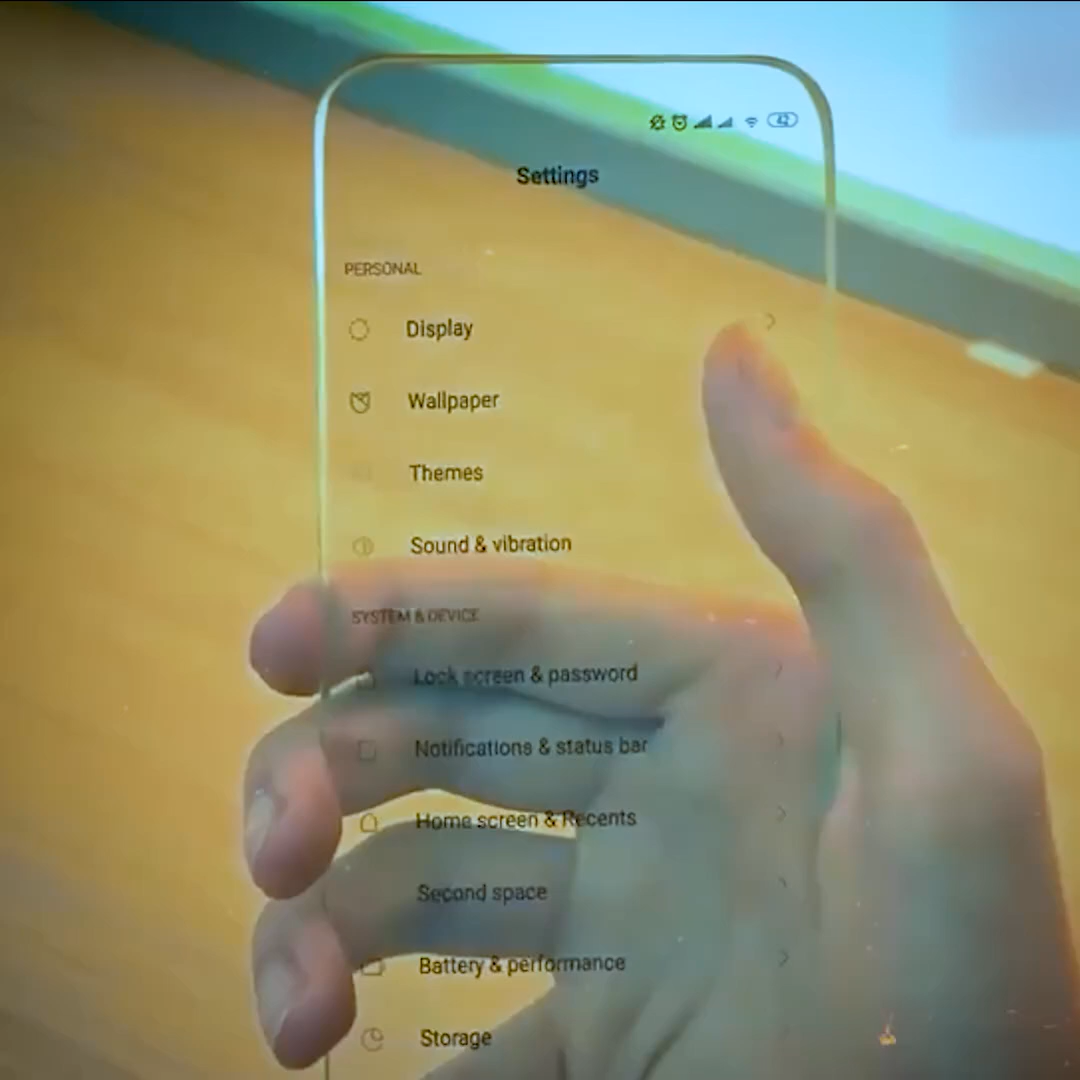 42
Settings
PERSONAL
Display
Wallpaper
Themes
Sound & vibration
SYSTEM & DEVICE
Lock screen & password
Notifications & status bar
Home screen & Recents
Second space
Battery & performance
Storage